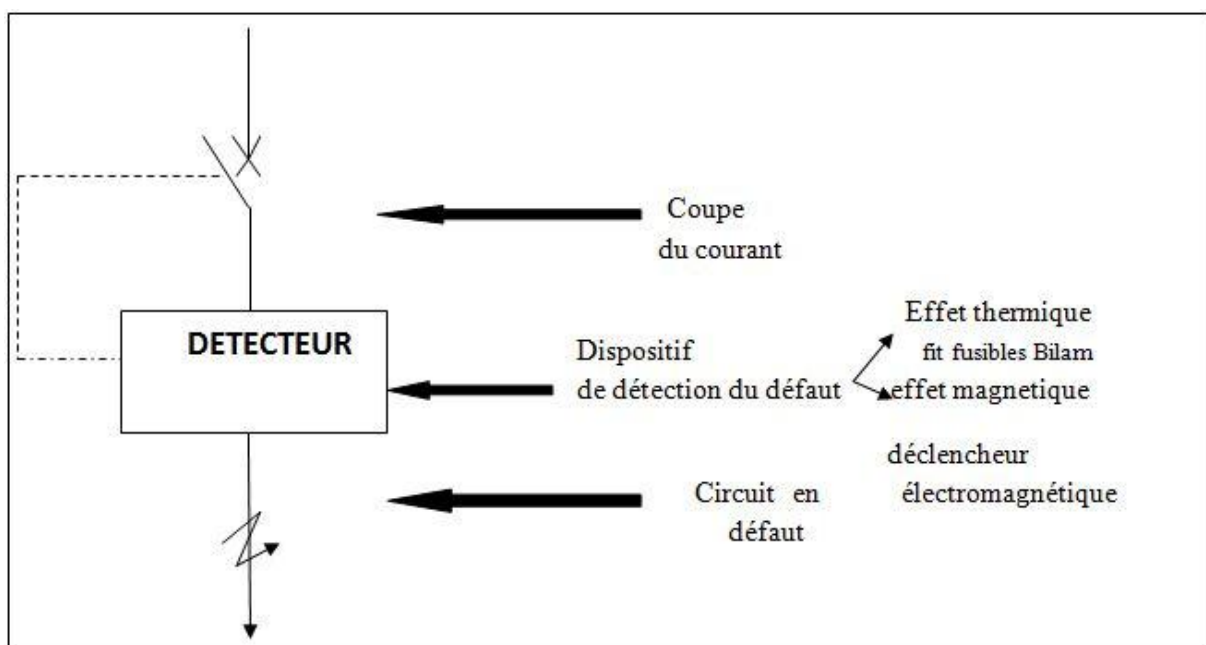 Coupe
du courant
DETECTEUR
Dispositif
de détection du défaut
Effet thermique
fit fusibles Bilam
effet magnetique
déclencheur
électromagnétique
Circuit en
défaut